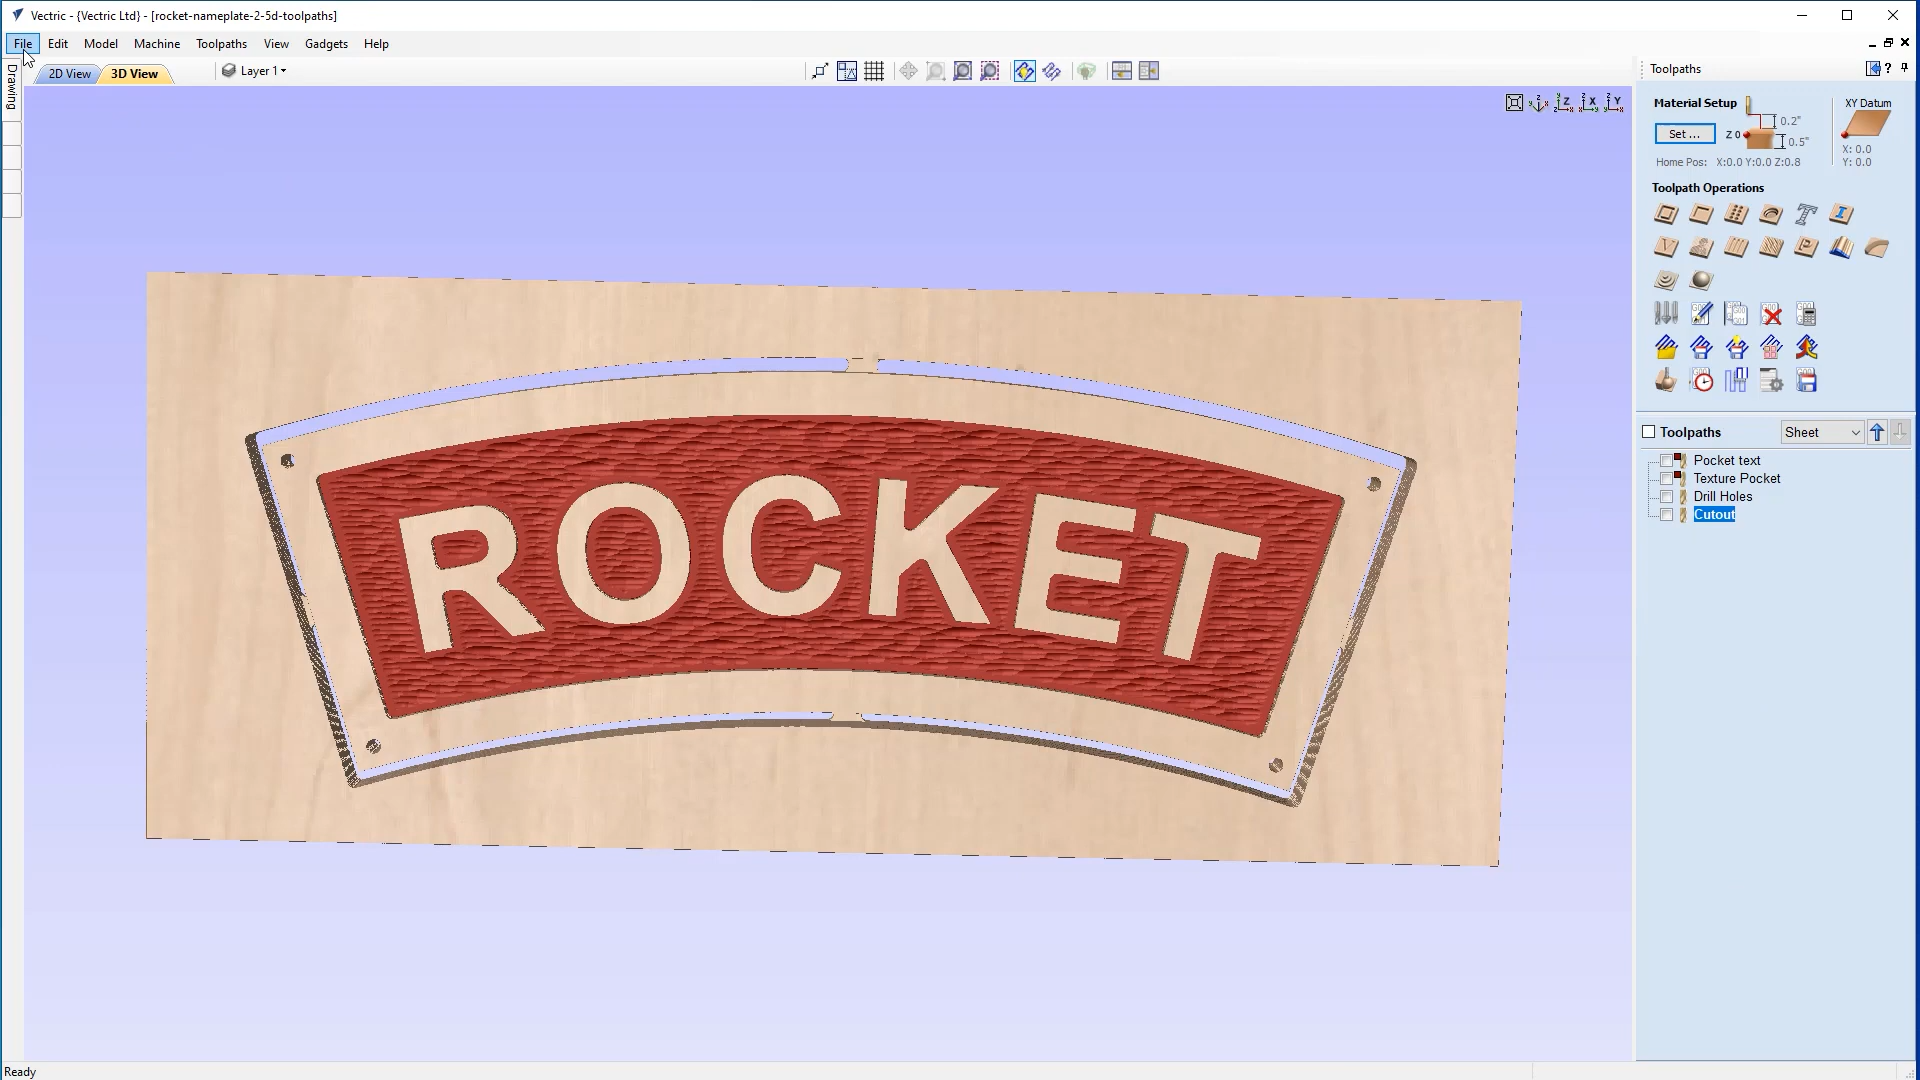 Vectric - {Vectric Ltd} - [rocket-nameplate-2-5d-toolpaths]
File Edit Model Machine Toolpaths View Gadgets Help
Drawing
2D View 3D View Layer 1
Toolpaths
Material Setup
Set ...
Z 0
0.2"
0.5"
Home Pos: X:0.0 Y:0.0 Z:0.8
XY Datum
X: 0.0
Y: 0.0
Toolpath Operations
Toolpaths Sheet
Pocket text
Texture Pocket
Drill Holes
Cutout
ROCKET
Ready